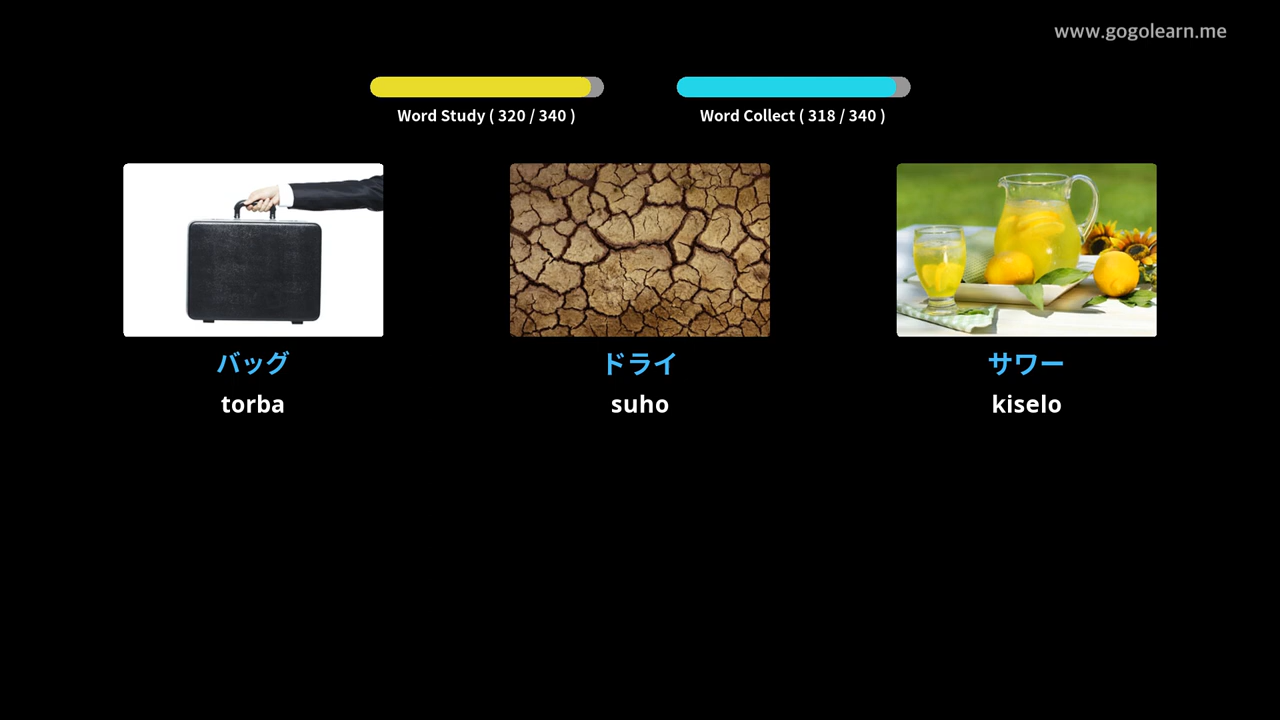 www.gogolearn.me
Word Study ( 320 / 340 )
Word Collect ( 318 / 340 )
バッグ
torba
ドライ
suho
サワー
kiselo